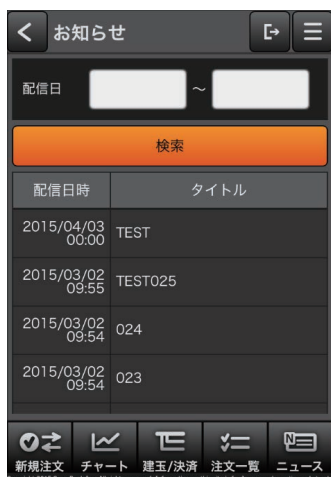 お知らせ
配信日 ～
検索
配信日時 タイトル
2015/04/03
00:00 TEST
2015/03/02
09:55 TEST025
2015/03/02
09:54 024
2015/03/02
09:54 023
新規注文 チャート 建玉/決済 注文一覧 ニュース